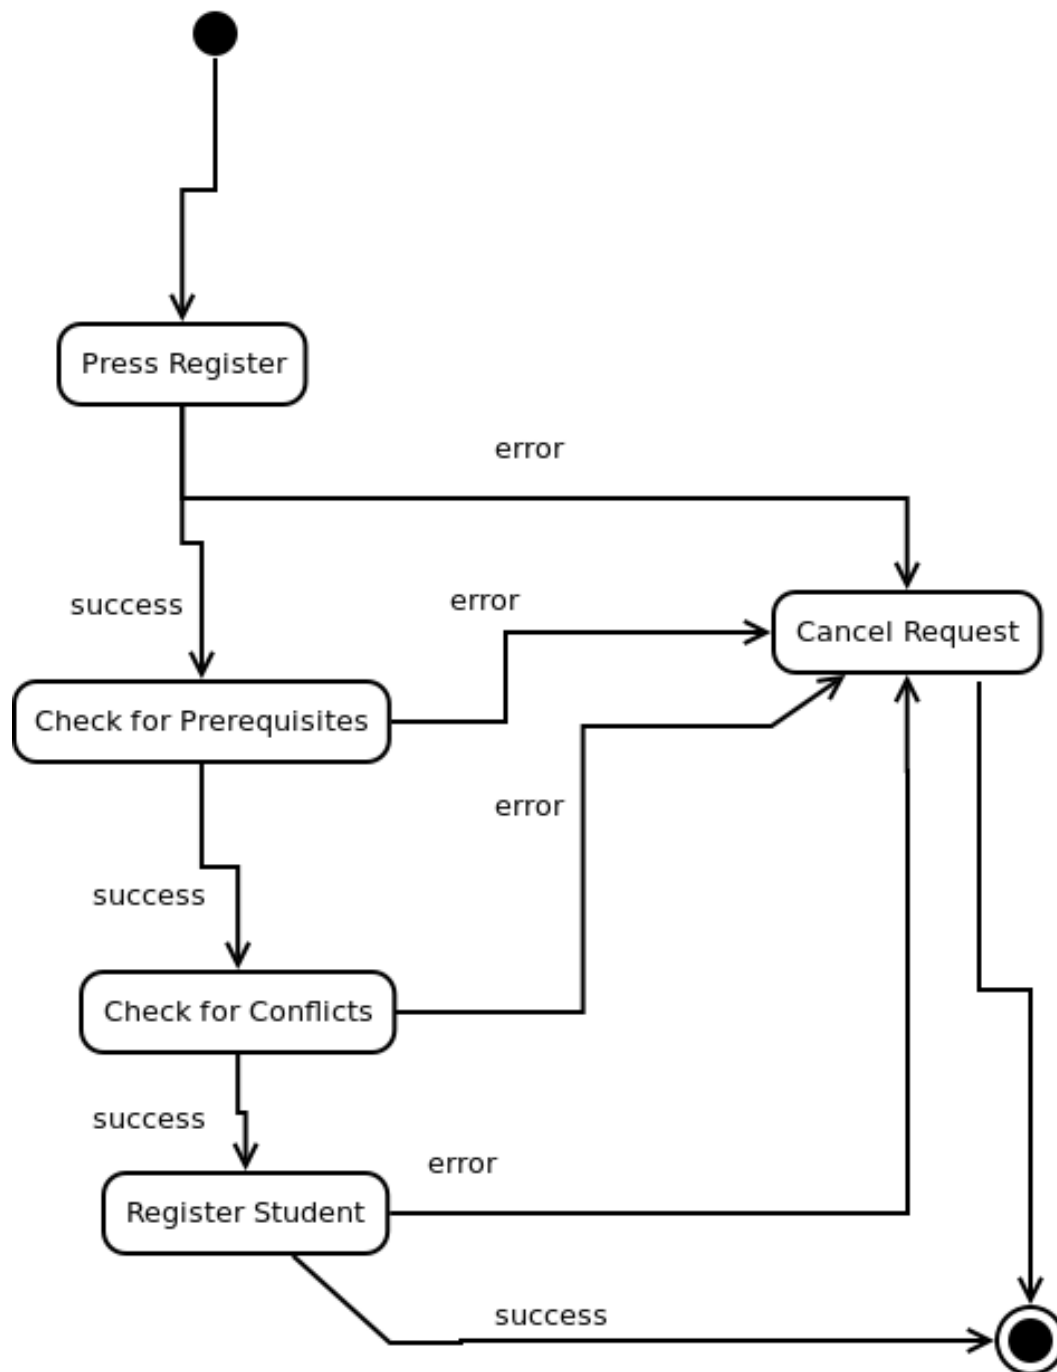 Press Register
error
success
error
Cancel Request
Check for Prerequisites
error
success
Check for Conflicts
success
error
Register Student
success